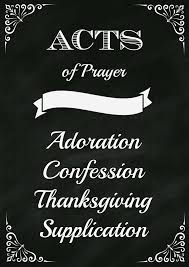 ACTS
of Prayer
Adoration
Confession
Thanksgiving
Supplication